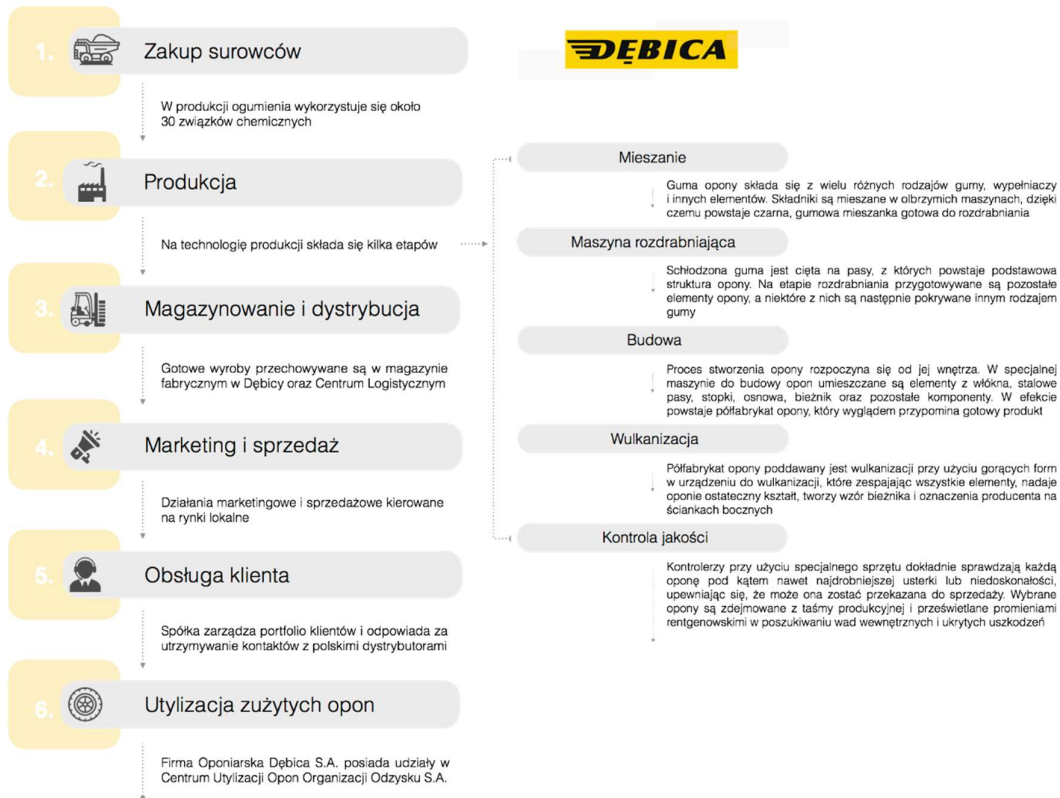 1.
Zakup surowców
W produkcji ogumienia wykorzystuje się około
30 związków chemicznych
2.
Produkcja
Na technologię produkcji składa się kilka etapów
3.
Magazynowanie i dystrybucja
Gotowe wyroby przechowywane są w magazynie
fabrycznym w Dębicy oraz Centrum Logistycznym
4.
Marketing i sprzedaż
Działania marketingowe i sprzedażowe kierowane
na rynki lokalne
5.
Obsługa klienta
Spółka zarządza portfolio klientów i odpowiada za
utrzymywanie kontaktów z polskimi dystrybutorami
6.
Utylizacja zużytych opon
Firma Oponiarska Dębica S.A. posiada udziały w
Centrum Utylizacji Opon Organizacji Odzysku S.A.
DĘBICA
Mieszanie
Guma opony składa się z wielu różnych rodzajów gumy, wypełniaczy
i innych elementów. Składniki są mieszane w olbrzymich maszynach, dzięki
czemu powstaje czarna, gumowa mieszanka gotowa do rozdrabniania
Maszyna rozdrabniająca
Schłodzona guma jest cięta na pasy, z których powstaje podstawowa
struktura opony. Na etapie rozdrabniania przygotowywane są pozostałe
elementy opony, a niektóre z nich są następnie pokrywane innym rodzajem
gumy
Budowa
Proces stworzenia opony rozpoczyna się od jej wnętrza. W specjalnej
maszynie do budowy opon umieszczane są elementy z włókna, stalowe
pasy, stopki, osnowa, bieżnik oraz pozostałe komponenty. W efekcie
powstaje półfabrykat opony, który wyglądem przypomina gotowy produkt
Wulkanizacja
Półfabrykat opony poddawany jest wulkanizacji przy użyciu gorących form
w urządzeniu do wulkanizacji, które zespajając wszystkie elementy, nadaje
oponie ostateczny kształt, tworzy wzór bieżnika i oznaczenia producenta na
ściankach bocznych
Kontrola jakości
Kontrolerzy przy użyciu specjalnego sprzętu dokładnie sprawdzają każdą
oponę pod kątem nawet najdrobniejszej usterki lub niedoskonałości,
upewniając się, że może ona zostać przekazana do sprzedaży. Wybrane
opony są zdejmowane z taśmy produkcyjnej i prześwietlane promieniami
rentgenowskimi w poszukiwaniu wad wewnętrznych i ukrytych uszkodzeń